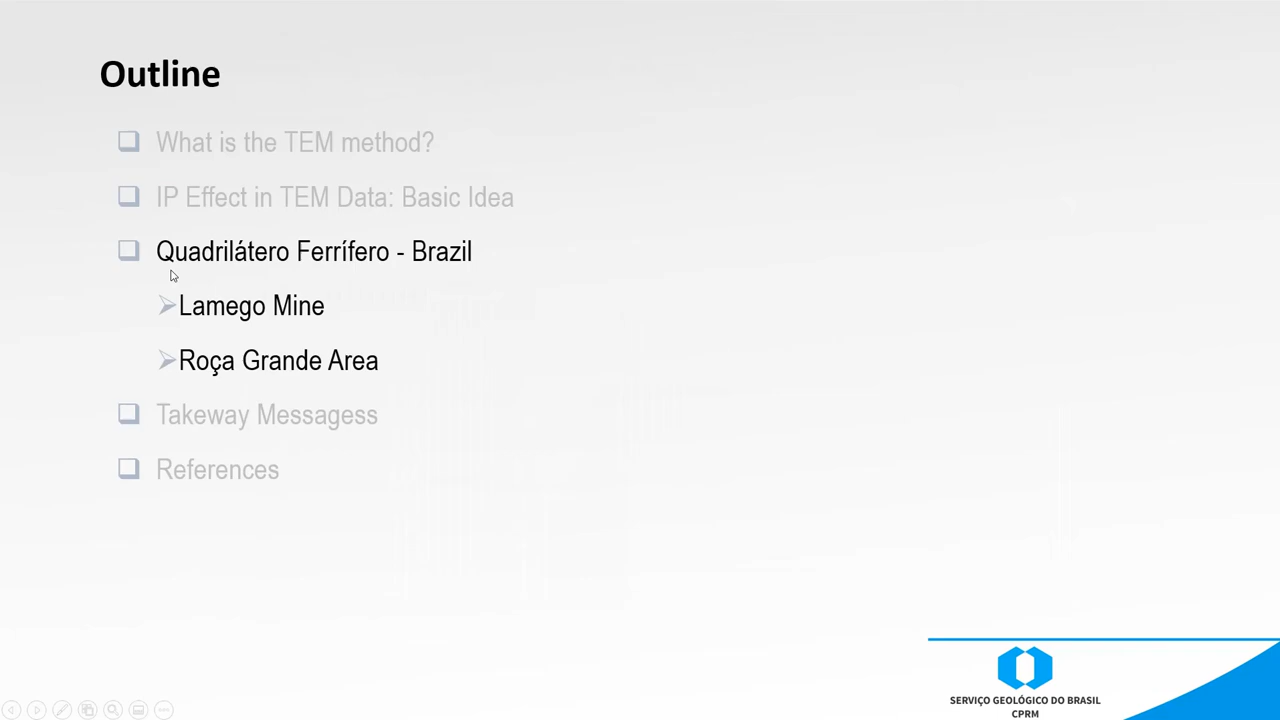 Outline
What is the TEM method?
IP Effect in TEM Data: Basic Idea
Quadrilátero Ferrífero - Brazil
Lamego Mine
Roça Grande Area
Takeway Messagess
References
SERVIÇO GEOLÓGICO DO BRASIL
CPRM